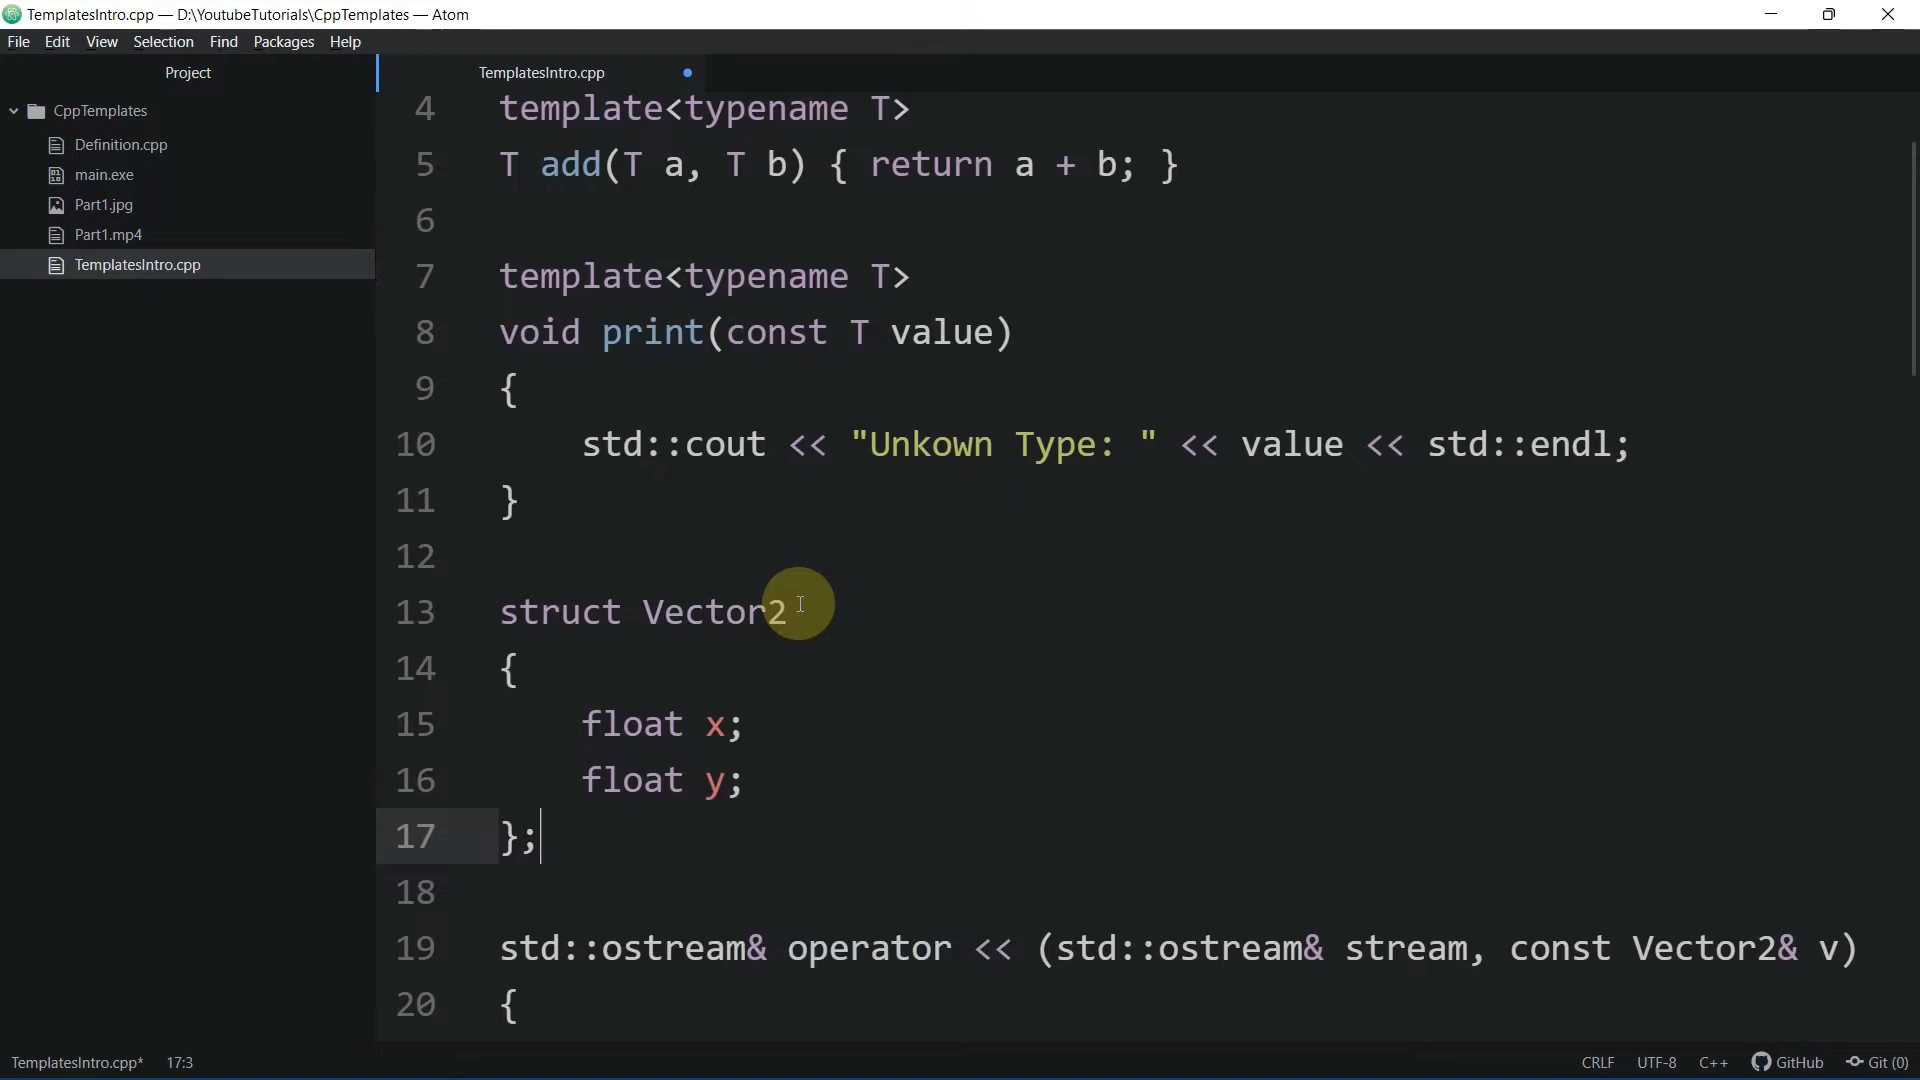 TemplatesIntro.cpp — D:\YoutubeTutorials\CppTemplates — Atom
File Edit View Selection Find Packages Help
Project
TemplatesIntro.cpp
CppTemplates
Definition.cpp
main.exe
Part1.jpg
Part1.mp4
TemplatesIntro.cpp
4 template<typename T>
5 T add(T a, T b) { return a + b; }
6
7 template<typename T>
8 void print(const T value)
9 {
10 std::cout << "Unkown Type: " << value << std::endl;
11 }
12
13 struct Vector2
14 {
15 float x;
16 float y;
17 };
18
19 std::ostream& operator << (std::ostream& stream, const Vector2& v)
20 {
TemplatesIntro.cpp* 17:3 CRLF UTF-8 C++ GitHub Git (0)